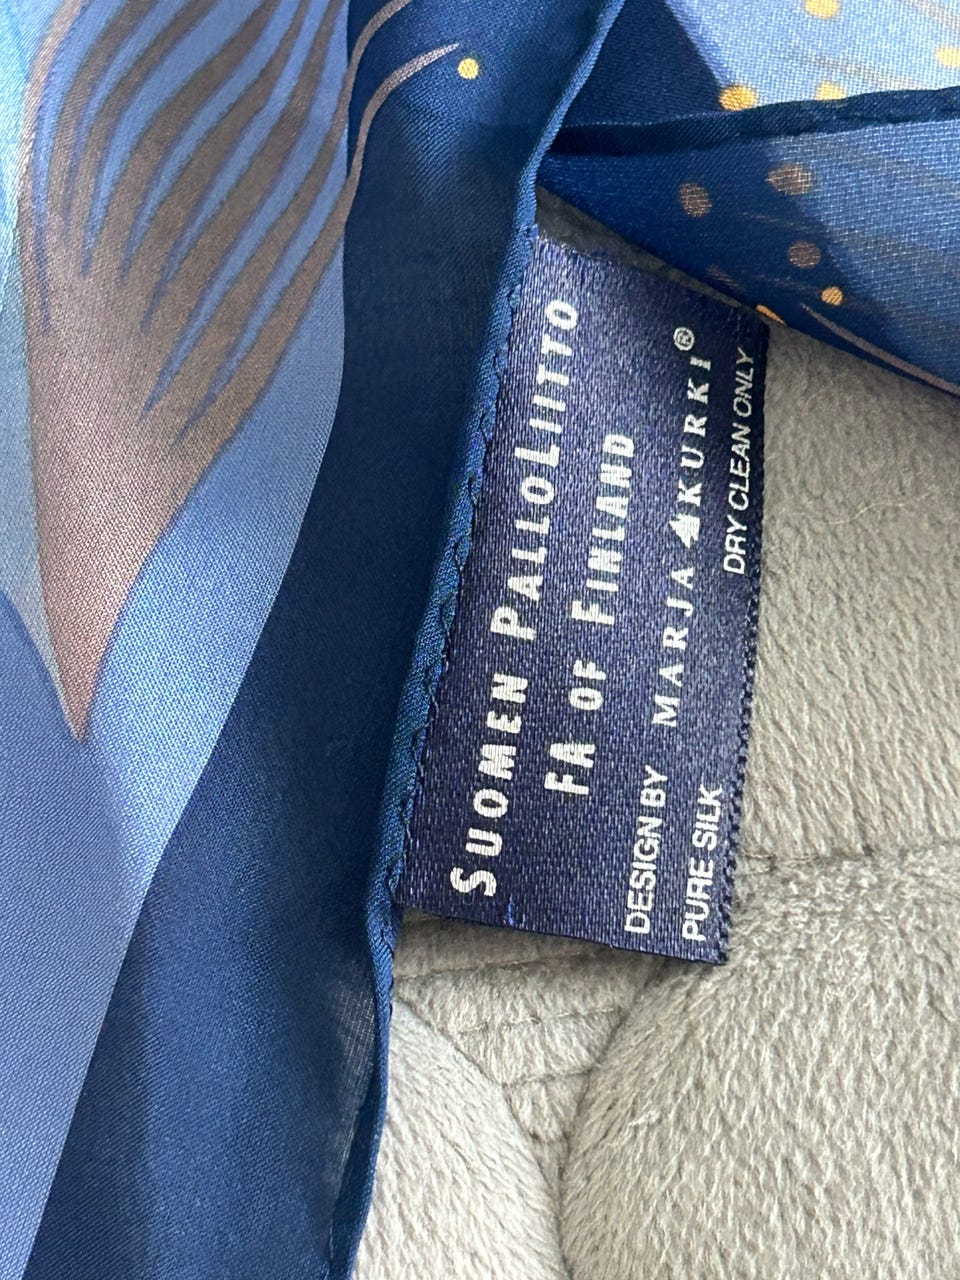 SUOMEN PALLOLIITTO
FA OF FINLAND
DESIGN BY MARJA KURKI®
PURE SILK DRY CLEAN ONLY